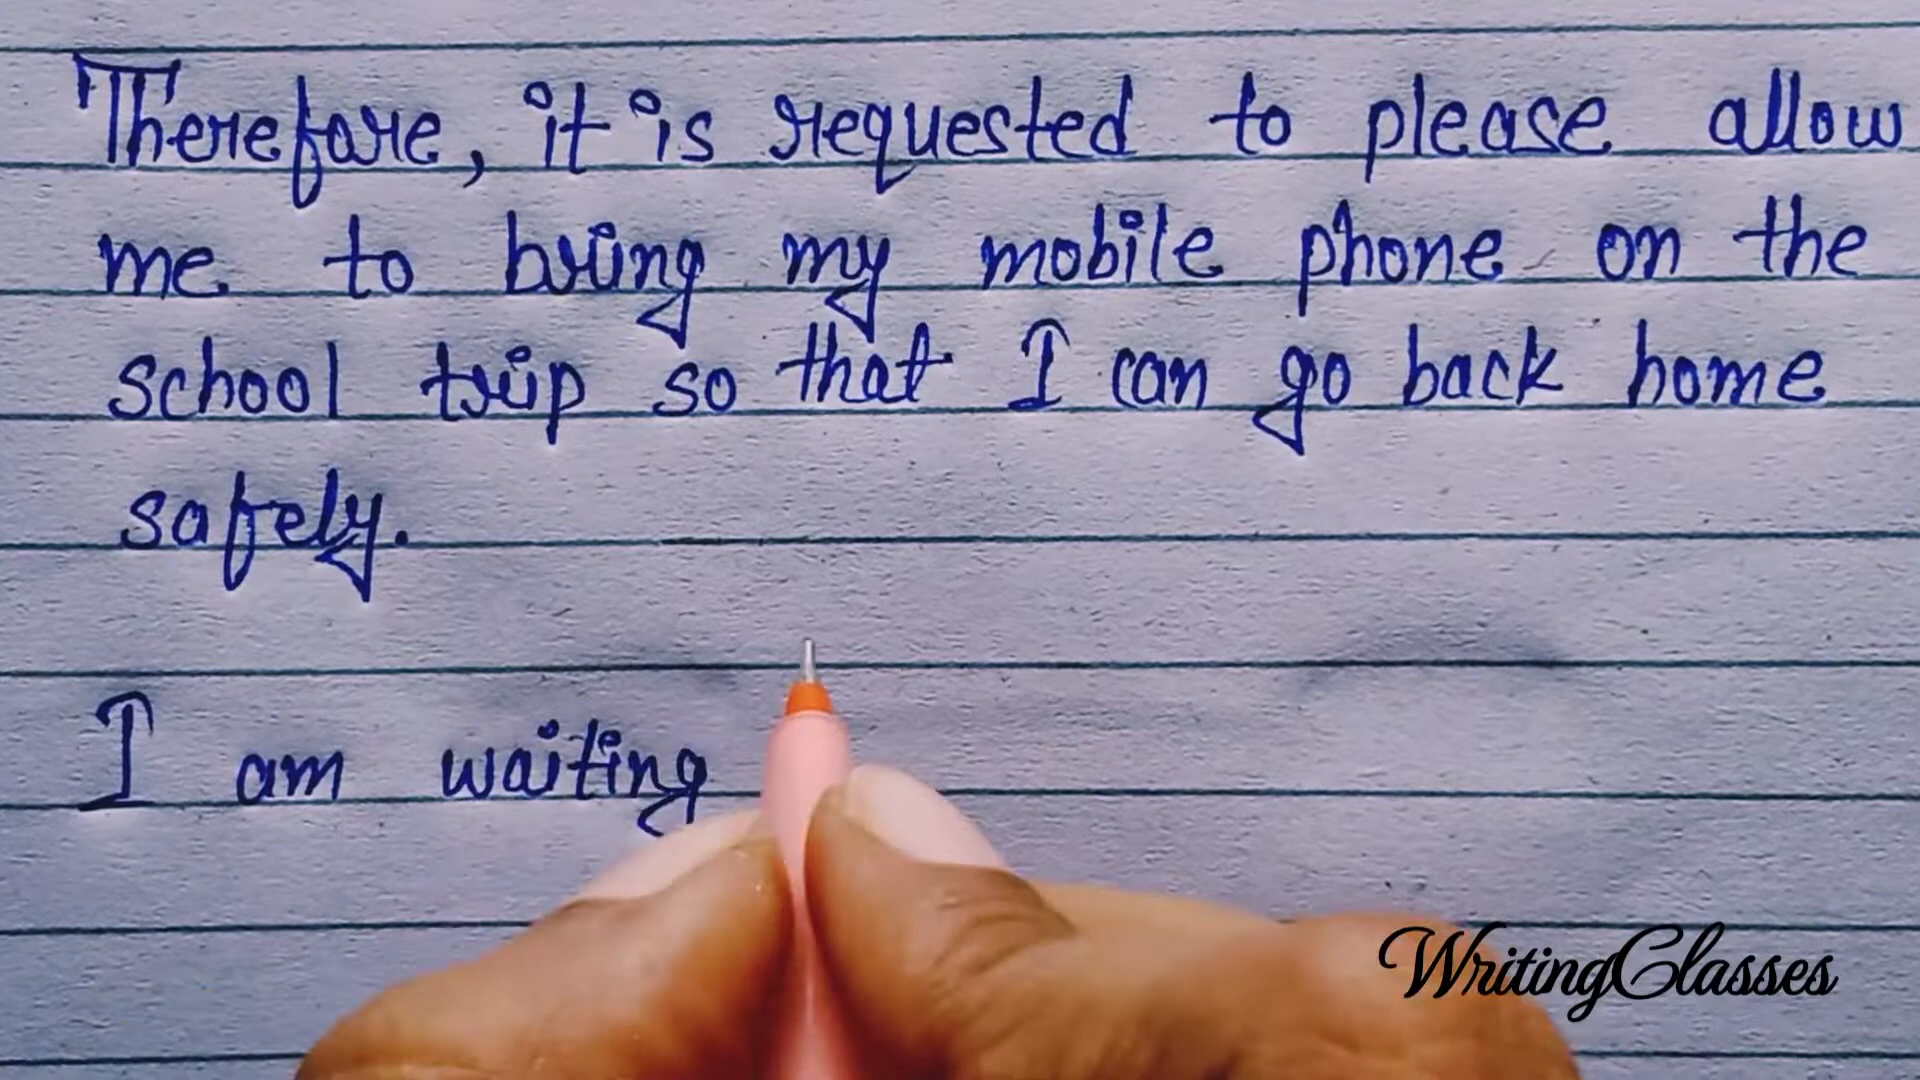 Therefore, it is requested to please allow
me to bring my mobile phone on the
school trip so that I can go back home
safely.
I am waiting
WritingClasses